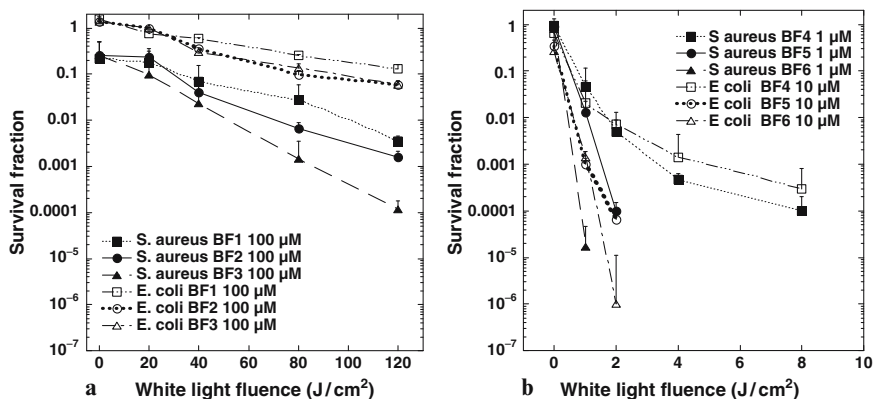 1
0.1
0.01
0.001
0.0001
10⁻⁵
10⁻⁶
10⁻⁷
Survival fraction
S. aureus BF1 100 µM
S. aureus BF2 100 µM
S. aureus BF3 100 µM
E. coli BF1 100 µM
E. coli BF2 100 µM
E. coli BF3 100 µM
0 20 40 60 80 100 120
a White light fluence (J/cm²)
1
0.1
0.01
0.001
0.0001
10⁻⁵
10⁻⁶
10⁻⁷
Survival fraction
S aureus BF4 1 µM
S aureus BF5 1 µM
S aureus BF6 1 µM
E coli BF4 10 µM
E coli BF5 10 µM
E coli BF6 10 µM
0 2 4 6 8 10
b White light fluence (J/cm²)